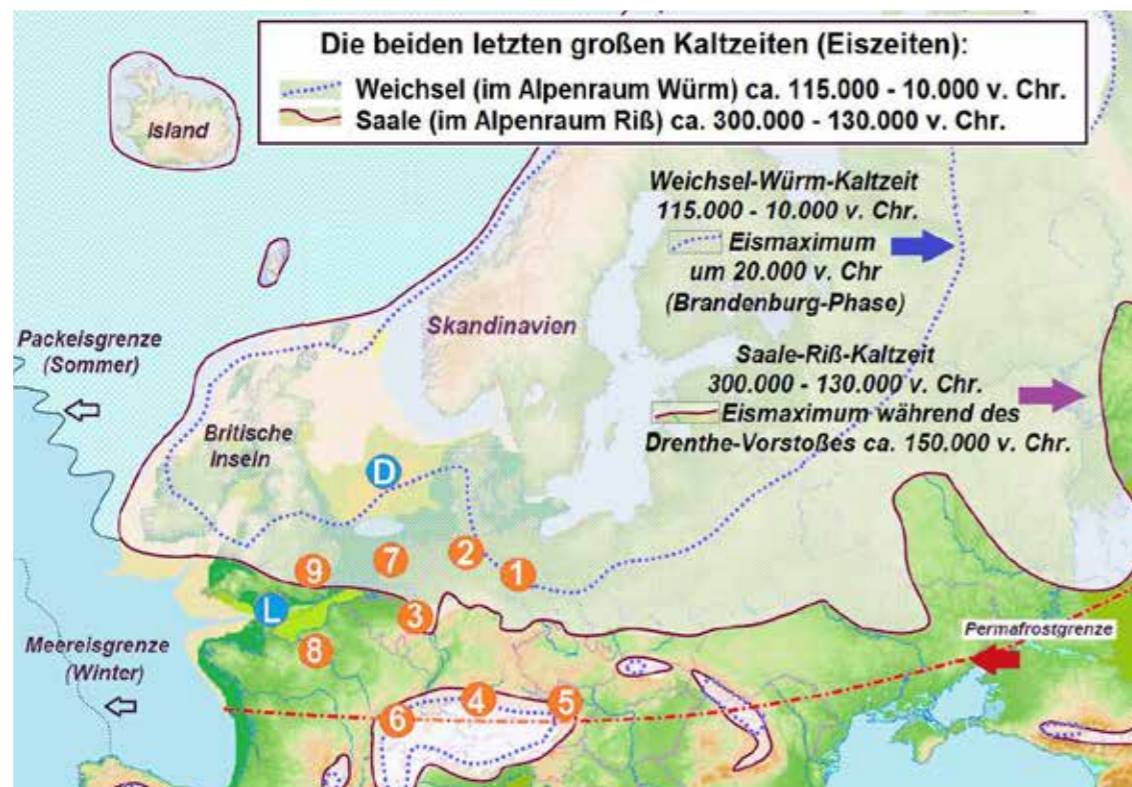 Die beiden letzten großen Kaltzeiten (Eiszeiten):
Weichsel (im Alpenraum Würm) ca. 115.000 - 10.000 v. Chr.
Saale (im Alpenraum Riß) ca. 300.000 - 130.000 v. Chr.
Island
Weichsel-Würm-Kaltzeit
115.000 - 10.000 v. Chr.
Eismaximum
um 20.000 v. Chr
(Brandenburg-Phase)
Skandinavien
Packeisgrenze
(Sommer)
Saale-Riß-Kaltzeit
300.000 - 130.000 v. Chr.
Eismaximum während des
Drenthe-Vorstoßes ca. 150.000 v. Chr.
Britische
Inseln
D
2
7
9
1
L
3
8
Permafrostgrenze
Meereisgrenze
(Winter)
4
5
6